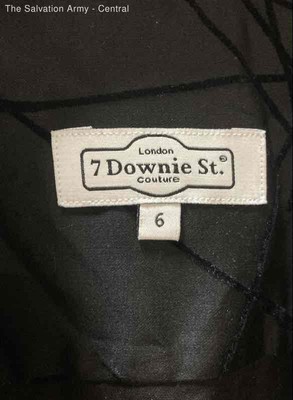 The Salvation Army - Central
London
7 Downie St.®
Couture
6